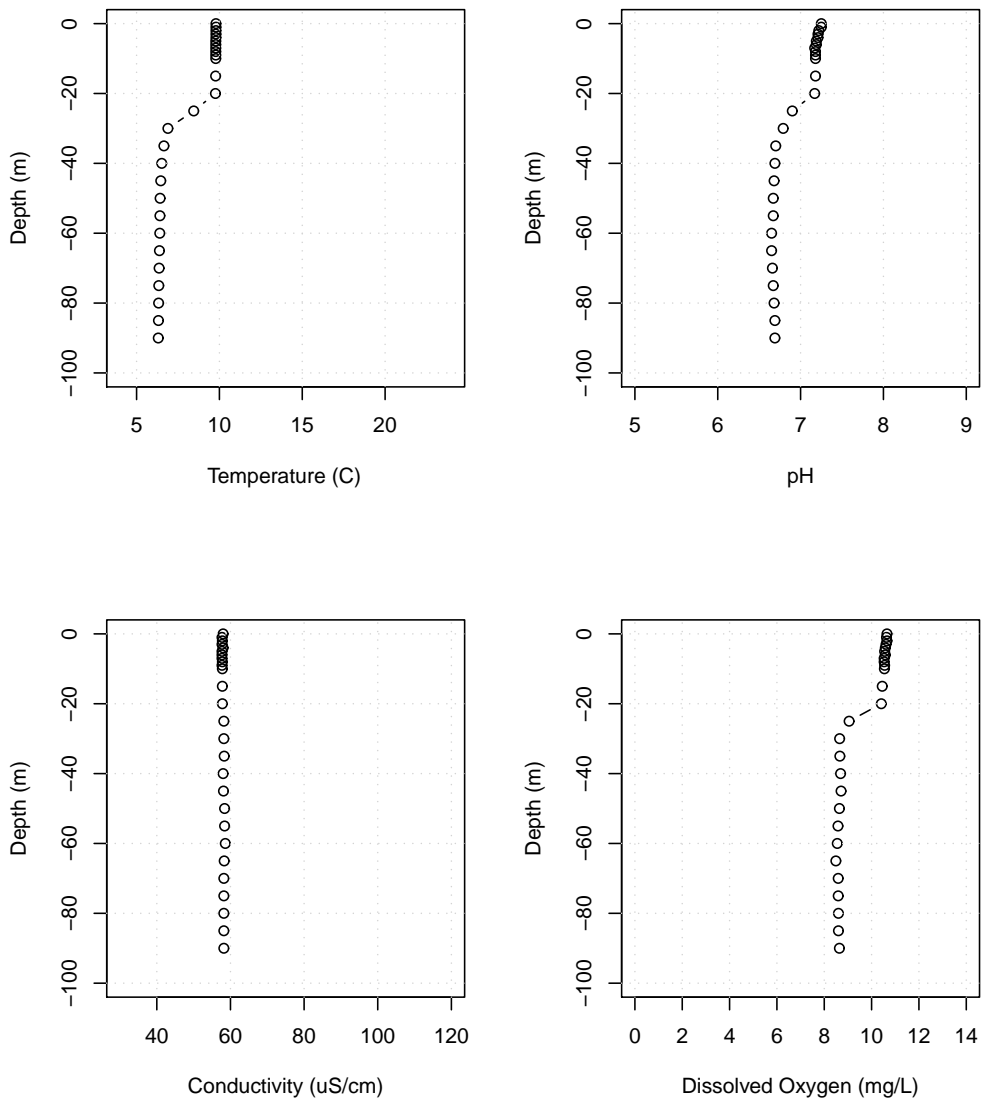 0
−20
−40
−60
−80
−100
Depth (m)
5 10 15 20
Temperature (C)
0
−20
−40
−60
−80
−100
Depth (m)
5 6 7 8 9
pH
0
−20
−40
−60
−80
−100
Depth (m)
40 60 80 100 120
Conductivity (uS/cm)
0
−20
−40
−60
−80
−100
Depth (m)
0 2 4 6 8 10 12 14
Dissolved Oxygen (mg/L)